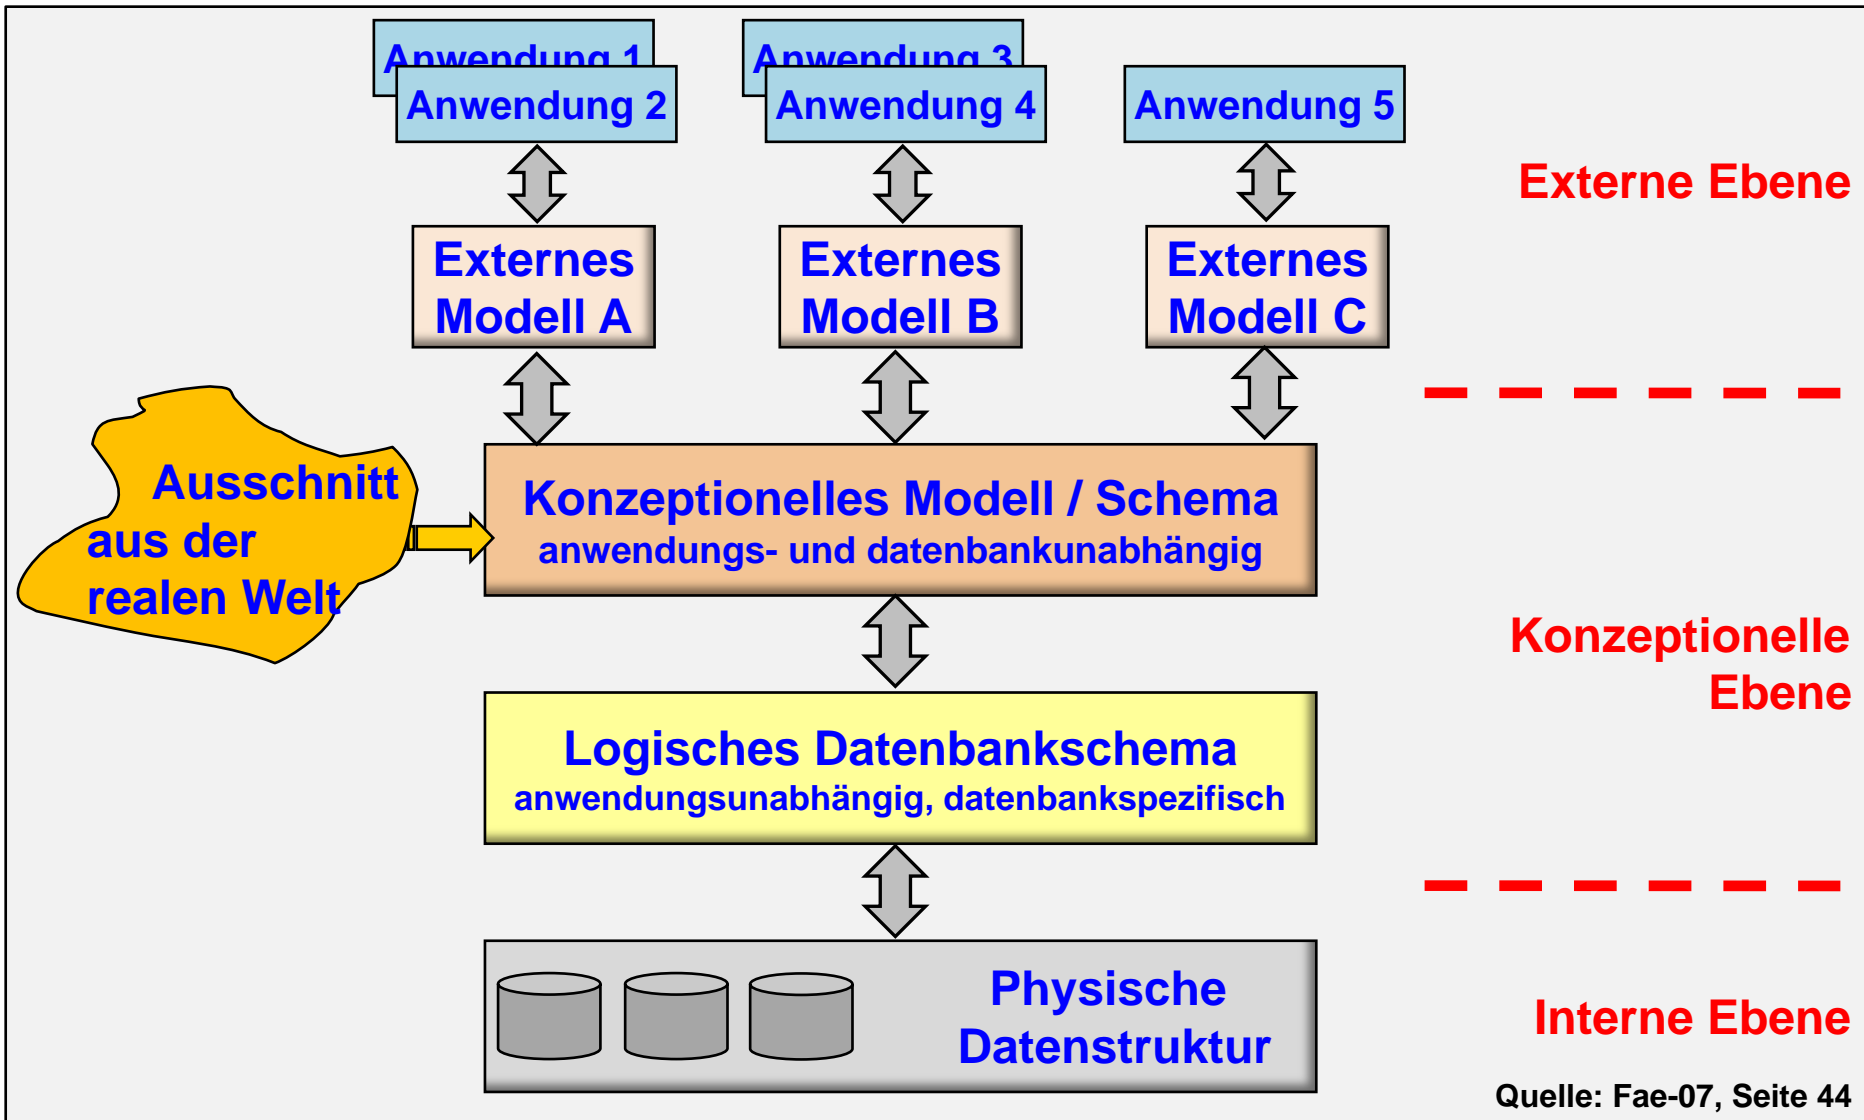 Anwendung 1
Anwendung 2
Anwendung 3
Anwendung 4
Anwendung 5
Externe Ebene
Externes
Modell A
Externes
Modell B
Externes
Modell C
Ausschnitt
aus der
realen Welt
Konzeptionelles Modell / Schema
anwendungs- und datenbankunabhängig
Konzeptionelle
Ebene
Logisches Datenbankschema
anwendungsunabhängig, datenbankspezifisch
Physische
Datenstruktur
Interne Ebene
Quelle: Fae-07, Seite 44